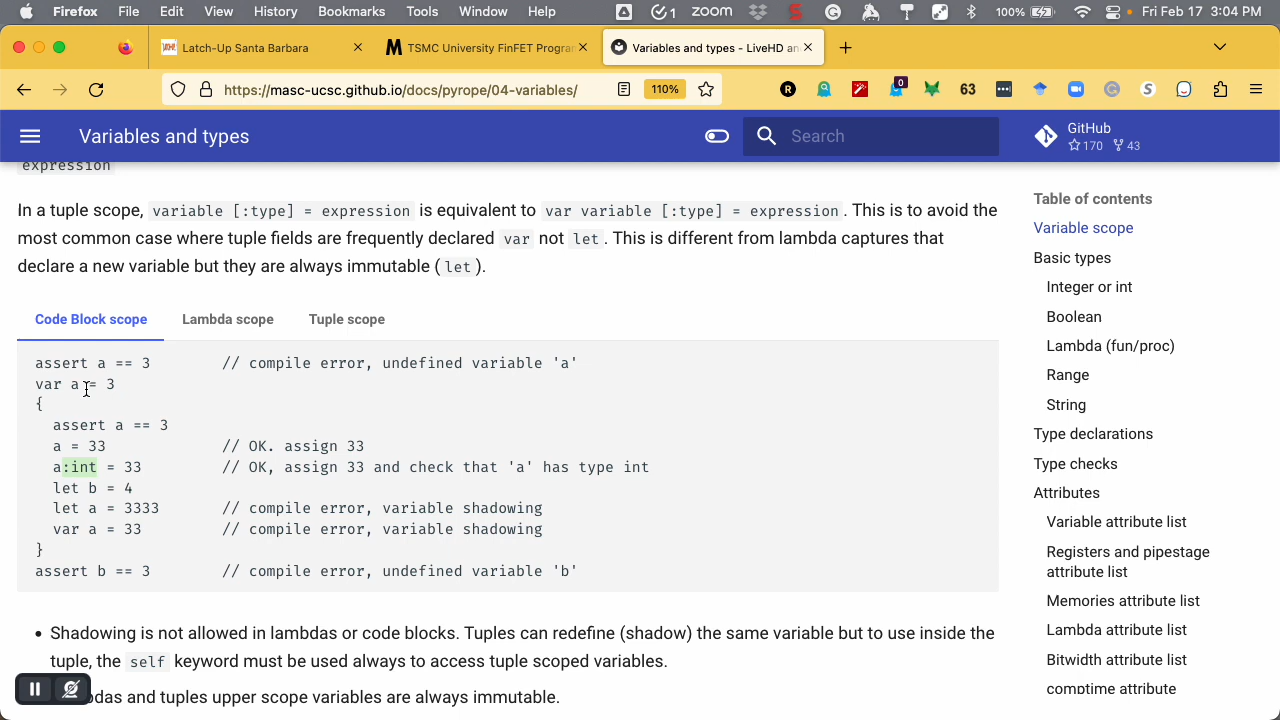 Firefox File Edit View History Bookmarks Tools Window Help 1 zoom 100% Fri Feb 17 3:04 PM
Latch-Up Santa Barbara TSMC University FinFET Progra Variables and types - LiveHD an
https://masc-ucsc.github.io/docs/pyrope/04-variables/ 110% 0 63
Variables and types Search GitHub
170 43
expression
In a tuple scope, variable [:type] = expression is equivalent to var variable [:type] = expression. This is to avoid the
most common case where tuple fields are frequently declared var not let. This is different from lambda captures that
declare a new variable but they are always immutable (let).
Code Block scope Lambda scope Tuple scope
assert a == 3 // compile error, undefined variable 'a'
var a = 3
{
assert a == 3
a = 33 // OK. assign 33
a:int = 33 // OK, assign 33 and check that 'a' has type int
let b = 4
let a = 3333 // compile error, variable shadowing
var a = 33 // compile error, variable shadowing
}
assert b == 3 // compile error, undefined variable 'b'
• Shadowing is not allowed in lambdas or code blocks. Tuples can redefine (shadow) the same variable but to use inside the
tuple, the self keyword must be used always to access tuple scoped variables.
bdas and tuples upper scope variables are always immutable.
Table of contents
Variable scope
Basic types
Integer or int
Boolean
Lambda (fun/proc)
Range
String
Type declarations
Type checks
Attributes
Variable attribute list
Registers and pipestage
attribute list
Memories attribute list
Lambda attribute list
Bitwidth attribute list
comptime attribute